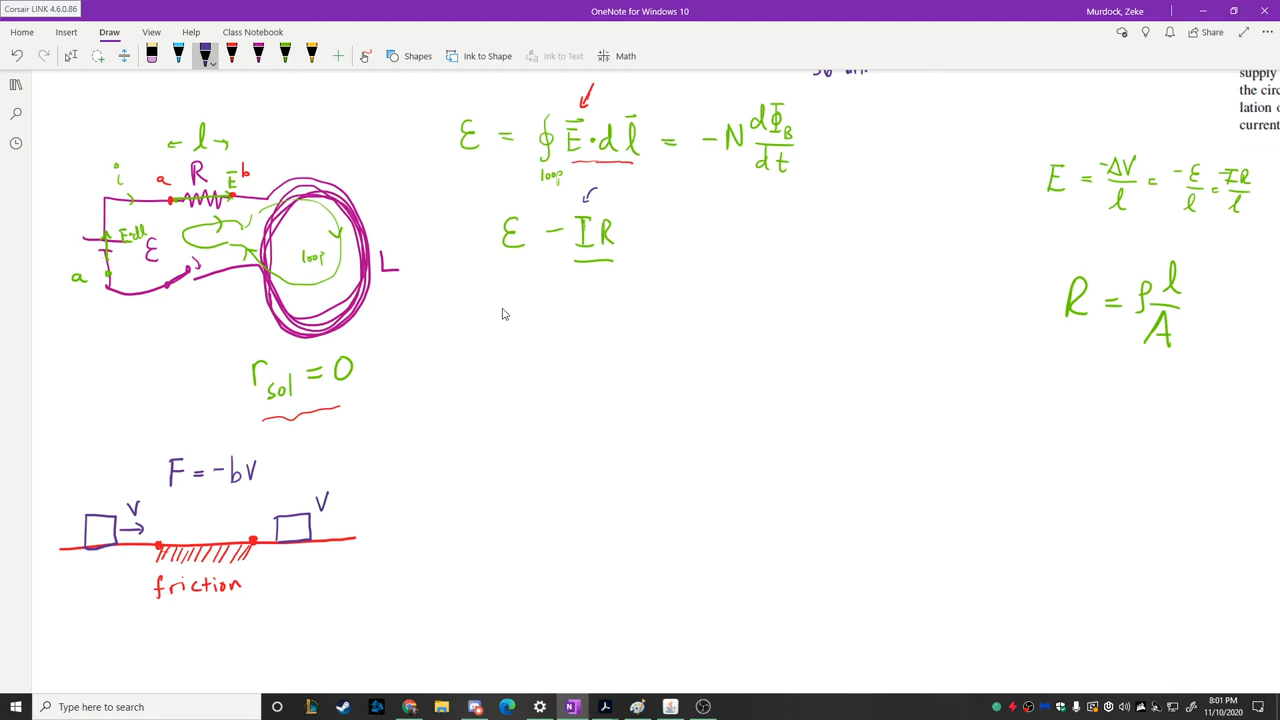 Corsair LINK 4.6.0.86
OneNote for Windows 10
Murdock, Zeke
Home Insert Draw View Help Class Notebook
Share
Shapes Ink to Shape Ink to Text Math
supply
the circ
lation o
current
← l →
i
a R E⃗ b
ε = ∮ E⃗ · d l⃗ = -N dΦ_B/dt
loop
E = -ΔV/l = -ε/l = IR/l
E·dl
ε
loop
a
L
ε - IR
R = ρ l/A
r_sol = 0
F = -bv
v
v
friction
Type here to search
8:01 PM
11/10/2020